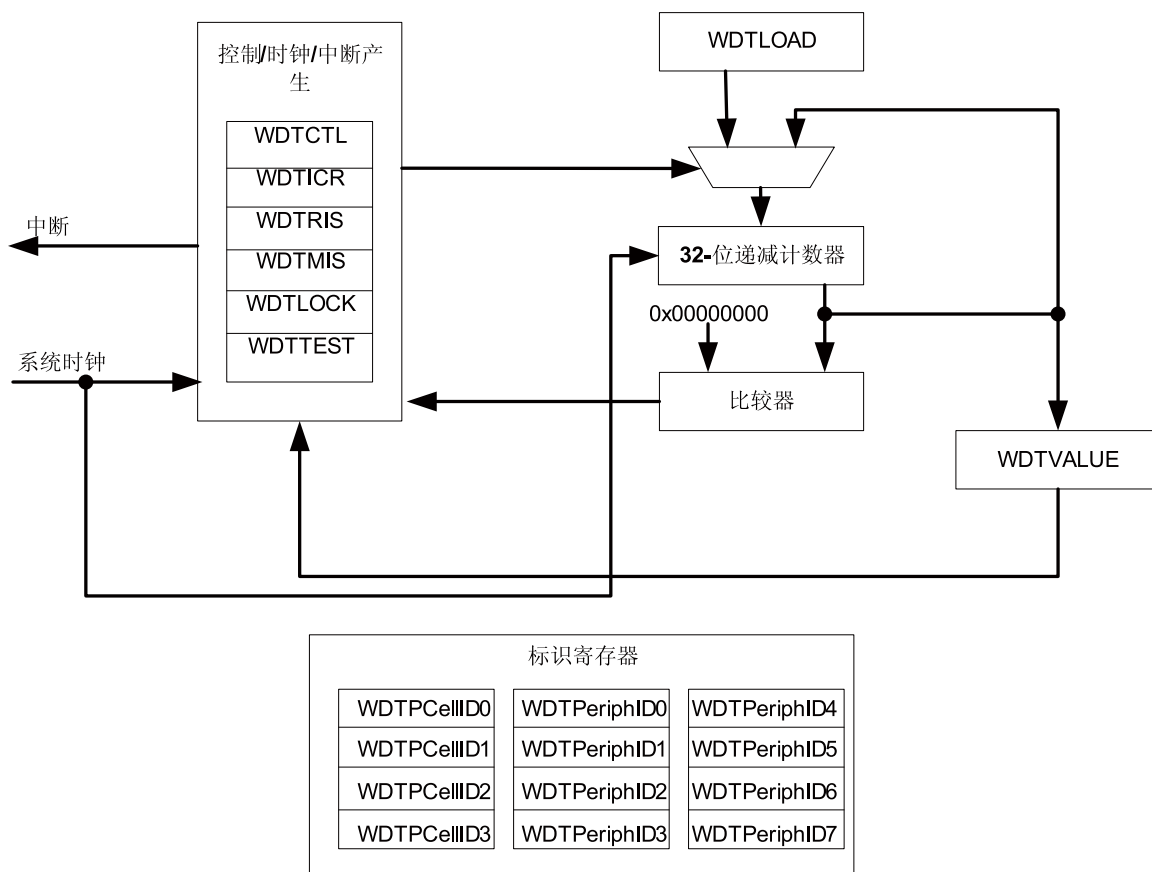 控制/时钟/中断产
生
WDTCTL
WDTICR
WDTRIS
WDTMIS
WDTLOCK
WDTTEST
中断
系统时钟
WDTLOAD
32-位递减计数器
0x00000000
比较器
WDTVALUE
标识寄存器
WDTPCellID0
WDTPCellID1
WDTPCellID2
WDTPCellID3
WDTPeriphID0
WDTPeriphID1
WDTPeriphID2
WDTPeriphID3
WDTPeriphID4
WDTPeriphID5
WDTPeriphID6
WDTPeriphID7